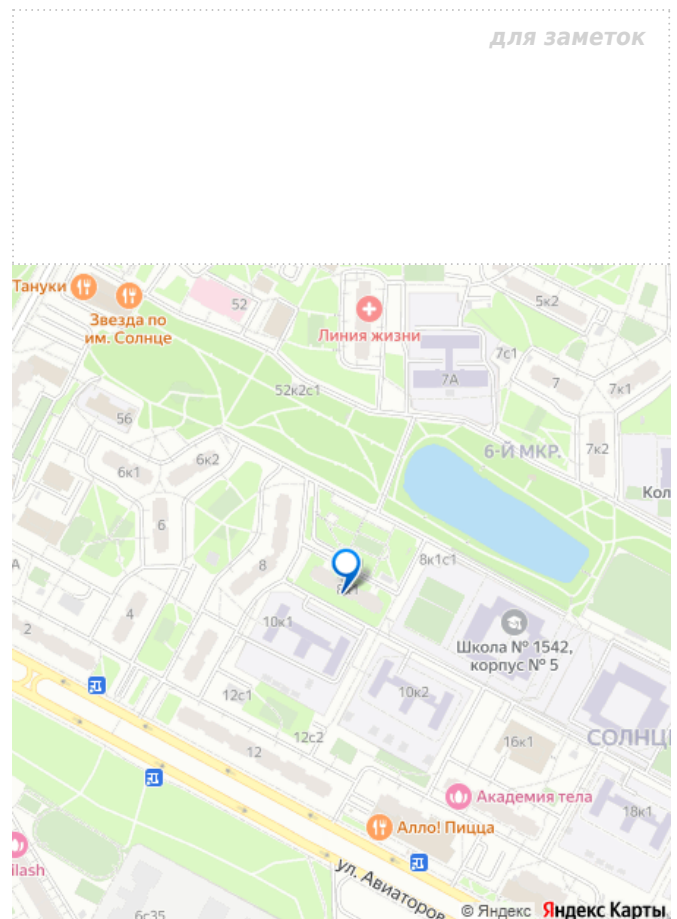 для заметок
Тануки
Звезда по
им. Солнце
52
Линия жизни
5к2
7с1
7А
7
7к1
52к2с1
56
6-Й МКР.
7к2
6к2
6к1
Кол
6
8к1с1
8
А
4
10к1
2
Школа № 1542,
корпус № 5
10к2
12с1
12с2
12
16к1
СОЛНЦ
Академия тела
18к1
Алло! Пицца
ilash
ул. Авиаторов
6с35
© Яндекс Яндекс Карты